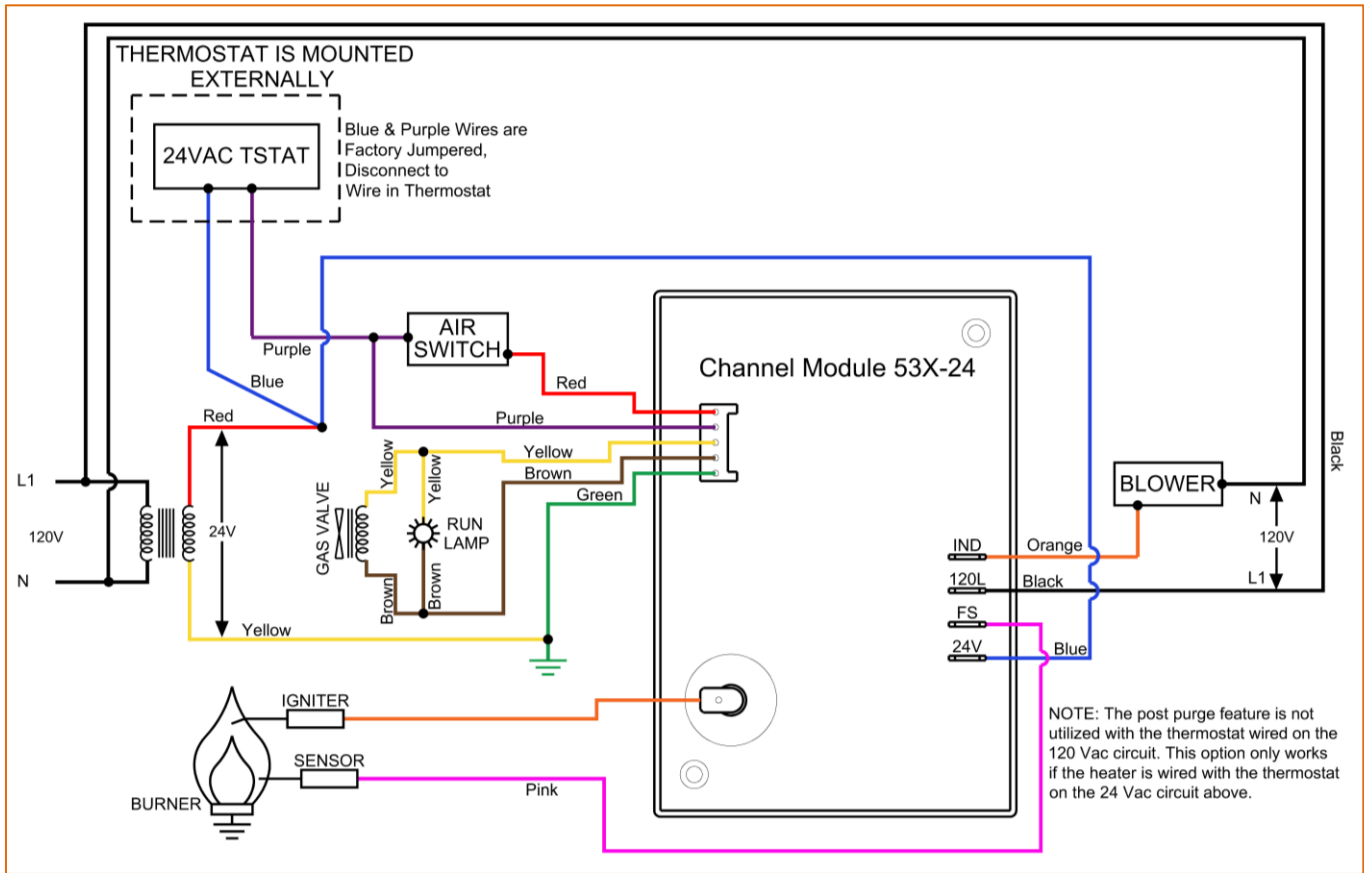 THERMOSTAT IS MOUNTED
EXTERNALLY
24VAC TSTAT
Blue & Purple Wires are
Factory Jumpered,
Disconnect to
Wire in Thermostat
Purple
Blue
AIR
SWITCH
Red
Purple
Red
Channel Module 53X-24
Black
L1
120V
N
24V
Yellow
Yellow
Yellow
Brown
Green
GAS VALVE
RUN
LAMP
Brown
Brown
Yellow
BLOWER
N
120V
L1
IND
Orange
120L
Black
FS
24V
Blue
IGNITER
SENSOR
Pink
BURNER
NOTE: The post purge feature is not
utilized with the thermostat wired on the
120 Vac circuit. This option only works
if the heater is wired with the thermostat
on the 24 Vac circuit above.